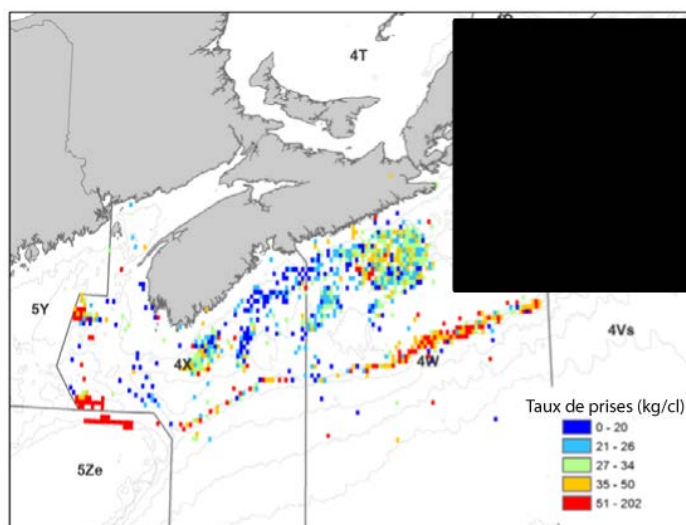 4T
5Y
4X
4W
4Vs
5Ze
Taux de prises (kg/cl)
0 - 20
21 - 26
27 - 34
35 - 50
51 - 202